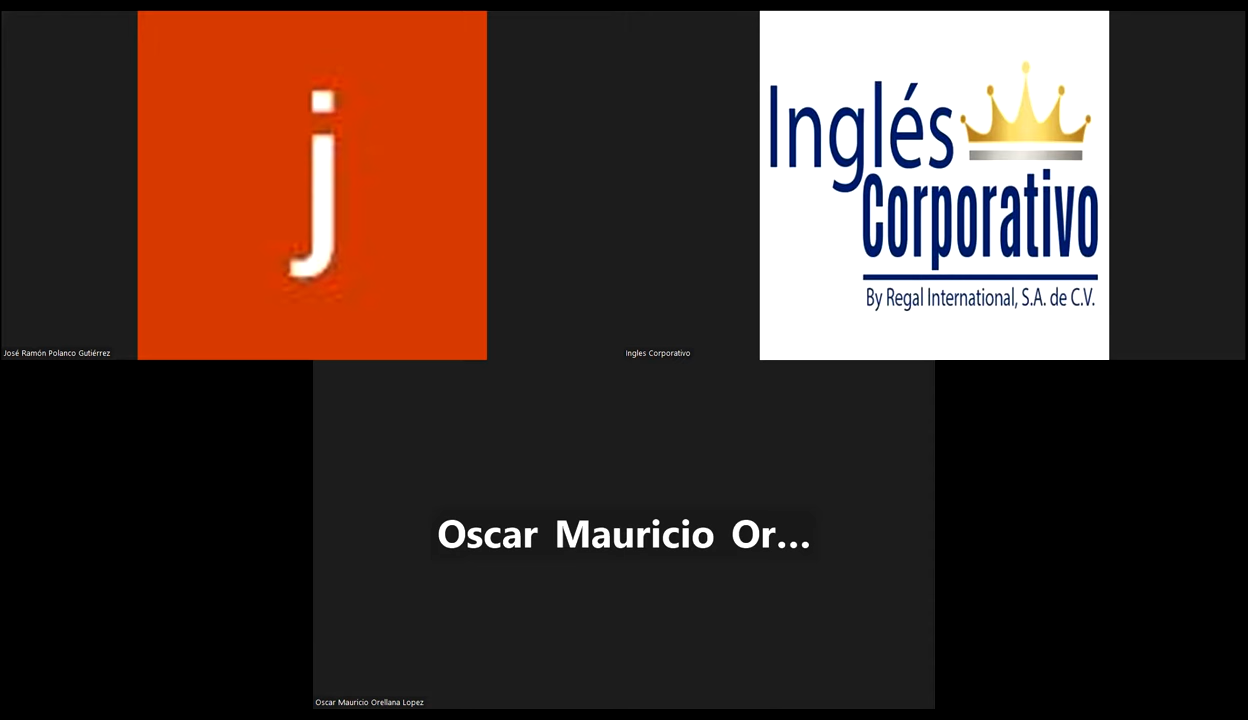 j
Inglés
Corporativo
By Regal International, S.A. de C.V.
José Ramón Polanco Gutiérrez
Ingles Corporativo
Oscar Mauricio Or...
Oscar Mauricio Orellana Lopez